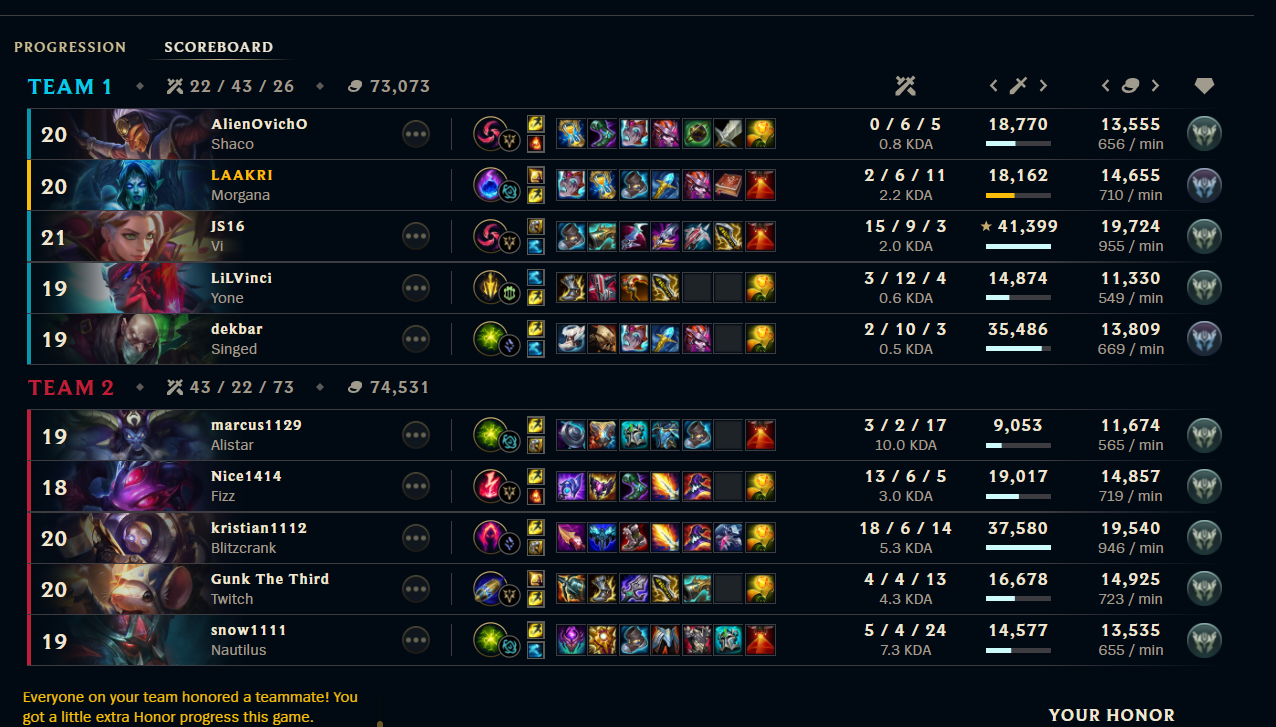 PROGRESSION SCOREBOARD
TEAM 1 22 / 43 / 26 73,073
20 AlienOvichO 0 / 6 / 5 18,770 13,555
Shaco 0.8 KDA 656 / min
20 LAAKRI 2 / 6 / 11 18,162 14,655
Morgana 2.2 KDA 710 / min
21 JS16 15 / 9 / 3 41,399 19,724
Vi 2.0 KDA 955 / min
19 LiLVinci 3 / 12 / 4 14,874 11,330
Yone 0.6 KDA 549 / min
19 dekbar 2 / 10 / 3 35,486 13,809
Singed 0.5 KDA 669 / min
TEAM 2 43 / 22 / 73 74,531
19 marcus1129 3 / 2 / 17 9,053 11,674
Alistar 10.0 KDA 565 / min
18 Nice1414 13 / 6 / 5 19,017 14,857
Fizz 3.0 KDA 719 / min
20 kristian1112 18 / 6 / 14 37,580 19,540
Blitzcrank 5.3 KDA 946 / min
20 Gunk The Third 4 / 4 / 13 16,678 14,925
Twitch 4.3 KDA 723 / min
19 snow1111 5 / 4 / 24 14,577 13,535
Nautilus 7.3 KDA 655 / min
Everyone on your team honored a teammate! You
got a little extra Honor progress this game.
YOUR HONOR